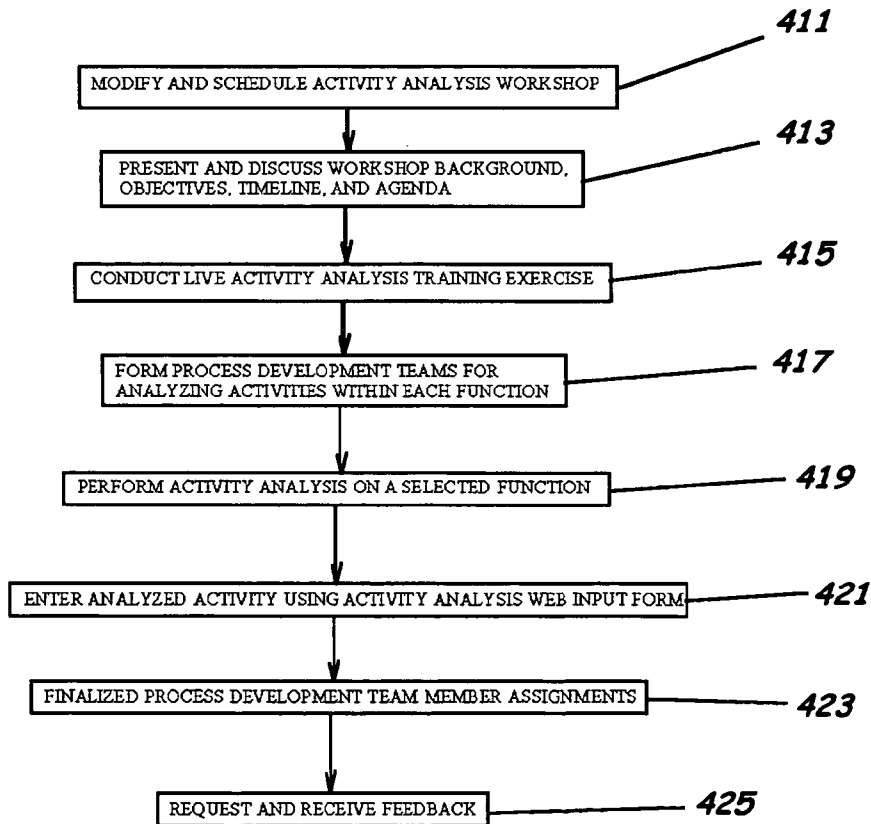 411
MODIFY AND SCHEDULE ACTIVITY ANALYSIS WORKSHOP
413
PRESENT AND DISCUSS WORKSHOP BACKGROUND,
OBJECTIVES, TIMELINE, AND AGENDA
415
CONDUCT LIVE ACTIVITY ANALYSIS TRAINING EXERCISE
417
FORM PROCESS DEVELOPMENT TEAMS FOR
ANALYZING ACTIVITIES WITHIN EACH FUNCTION
419
PERFORM ACTIVITY ANALYSIS ON A SELECTED FUNCTION
ENTER ANALYZED ACTIVITY USING ACTIVITY ANALYSIS WEB INPUT FORM
421
FINALIZED PROCESS DEVELOPMENT TEAM MEMBER ASSIGNMENTS
423
REQUEST AND RECEIVE FEEDBACK
425